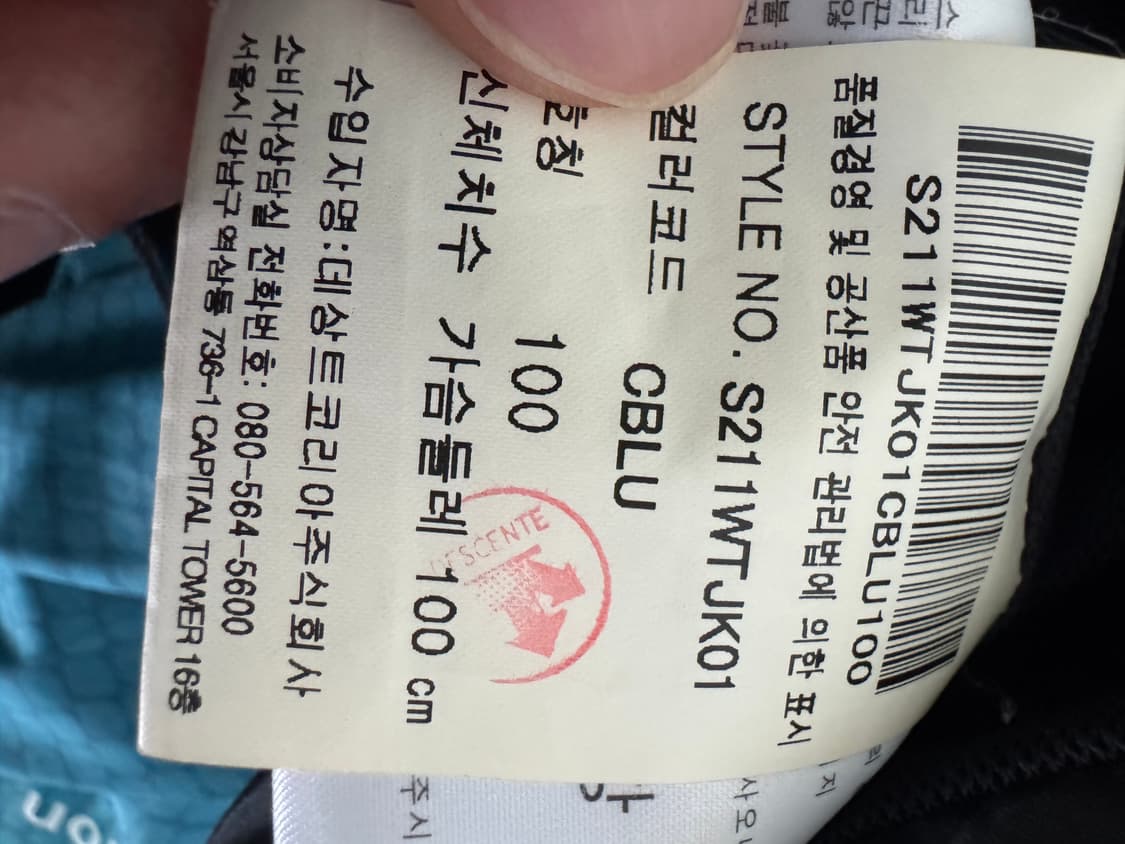 S211WTJK01CBLU100
품질경영 및 공산품 안전 관리법에 의한 표시
STYLE NO. S211WTJK01
컬러코드 CBLU
호칭 100
신체치수 가슴둘레 100 cm
DESCENTE
수입자명:데상트코리아주식회사
소비자상담실 전화번호: 080-564-5600
서울시 강남구 역삼동 736-1 CAPITAL TOWER 16층
주시